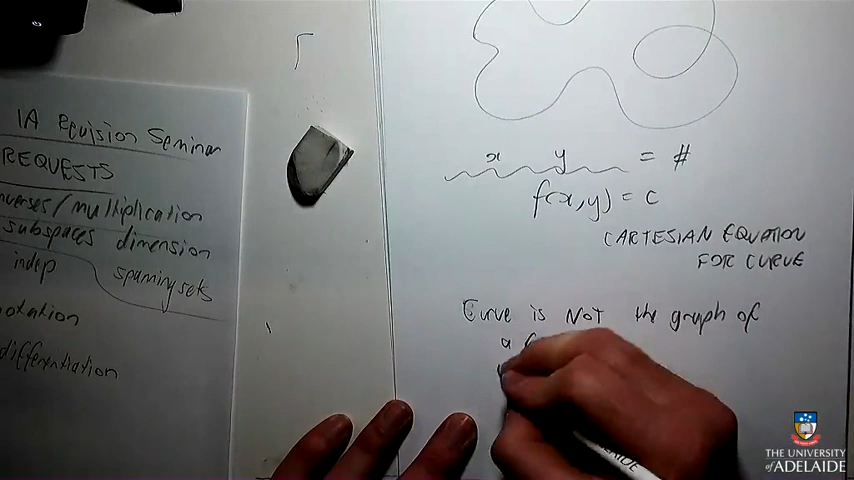 1A Revision Seminar
REQUESTS
nverses/multiplication
subspaces dimension
indep spanning sets
otation
differentiation
x y = #
f(x,y) = c
CARTESIAN EQUATION
FOR CURVE
Curve is NOT the graph of
a
THE UNIVERSITY
of ADELAIDE